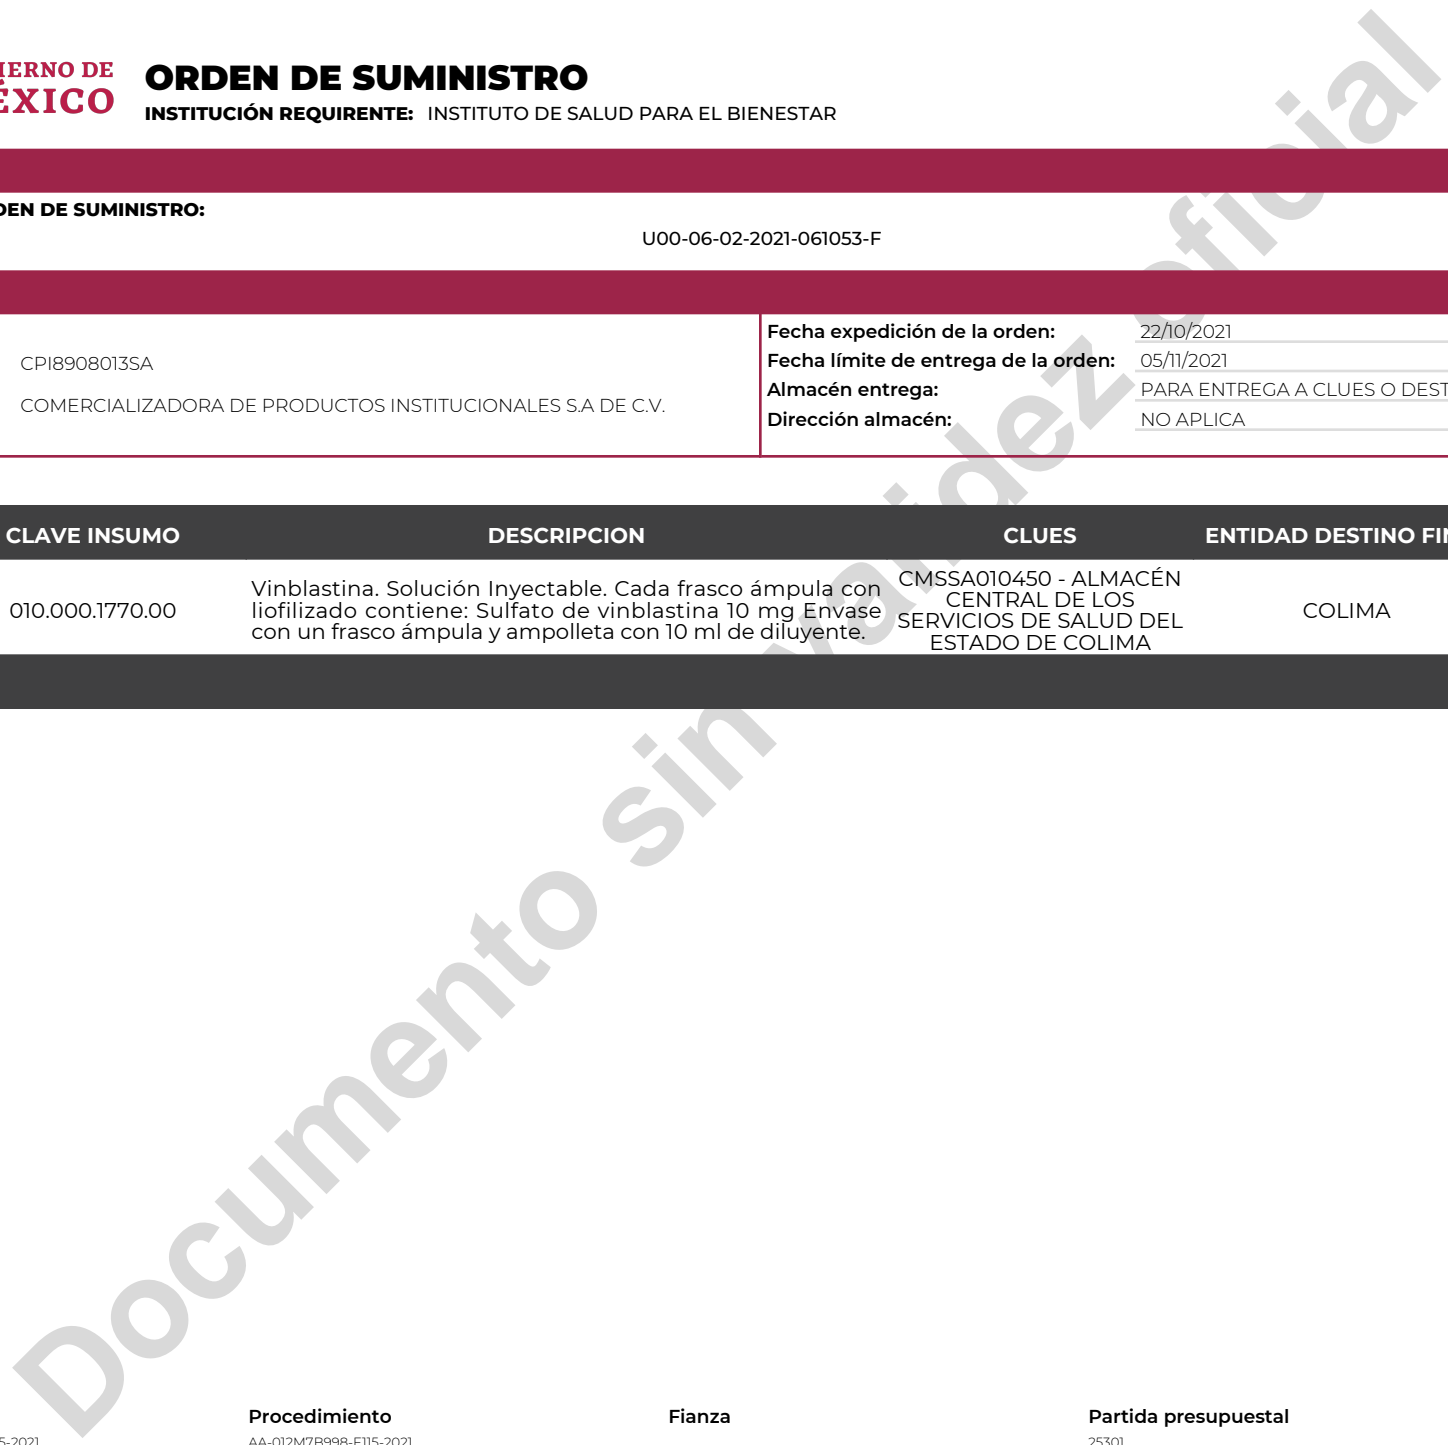 IERNO DE
ÉXICO
ORDEN DE SUMINISTRO
INSTITUCIÓN REQUIRENTE: INSTITUTO DE SALUD PARA EL BIENESTAR
DEN DE SUMINISTRO:
U00-06-02-2021-061053-F
CPI8908013SA
COMERCIALIZADORA DE PRODUCTOS INSTITUCIONALES S.A DE C.V.
Fecha expedición de la orden: 22/10/2021
Fecha límite de entrega de la orden: 05/11/2021
Almacén entrega: PARA ENTREGA A CLUES O DEST
Dirección almacén: NO APLICA
CLAVE INSUMO DESCRIPCION CLUES ENTIDAD DESTINO FIN
010.000.1770.00
Vinblastina. Solución Inyectable. Cada frasco ámpula con
liofilizado contiene: Sulfato de vinblastina 10 mg Envase
con un frasco ámpula y ampolleta con 10 ml de diluyente.
CMSSA010450 - ALMACÉN
CENTRAL DE LOS
SERVICIOS DE SALUD DEL
ESTADO DE COLIMA
COLIMA
Documento sin validez oficial
Procedimiento Fianza Partida presupuestal
5-2021 AA-012M7B998-E115-2021 25301